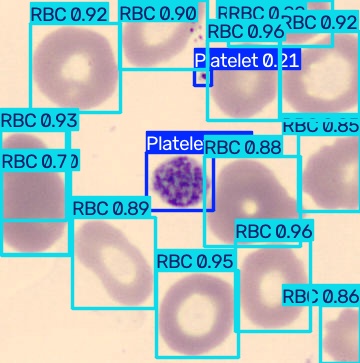 RBC 0.92
RBC 0.90
RBC 0.92
RBC 0.96
Platelet 0.21
RBC 0.93
RBC 0.85
Platele
RBC 0.88
RBC 0.70
RBC 0.89
RBC 0.96
RBC 0.95
RBC 0.86